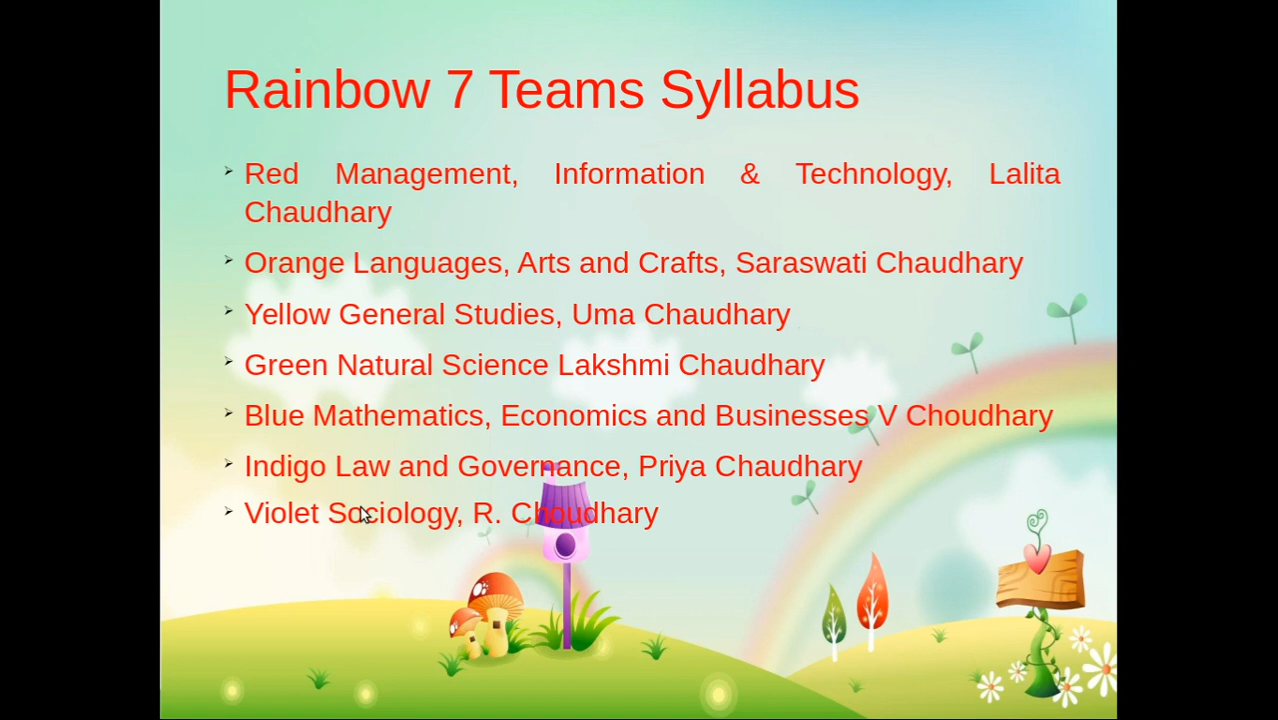 Rainbow 7 Teams Syllabus
Red Management, Information & Technology, Lalita
Chaudhary
Orange Languages, Arts and Crafts, Saraswati Chaudhary
Yellow General Studies, Uma Chaudhary
Green Natural Science Lakshmi Chaudhary
Blue Mathematics, Economics and Businesses V Choudhary
Indigo Law and Governance, Priya Chaudhary
Violet Sociology, R. Choudhary